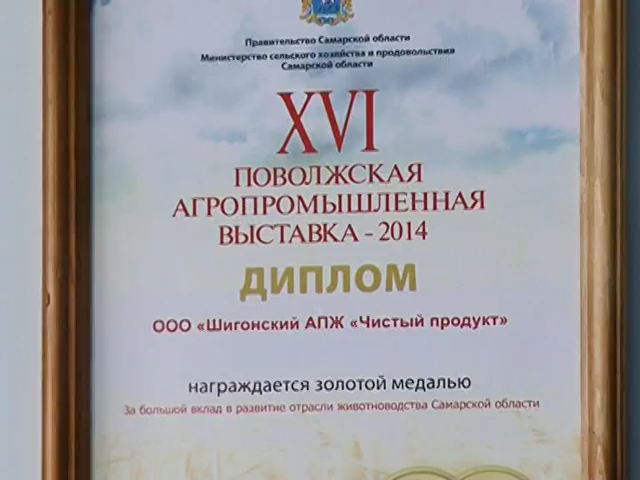 Правительство Самарской области
Министерство сельского хозяйства и продовольствия
Самарской области
XVI
ПОВОЛЖСКАЯ
АГРОПРОМЫШЛЕННАЯ
ВЫСТАВКА - 2014
ДИПЛОМ
ООО «Шигонский АПЖ «Чистый продукт»
награждается золотой медалью
За большой вклад в развитие отрасли животноводства Самарской области